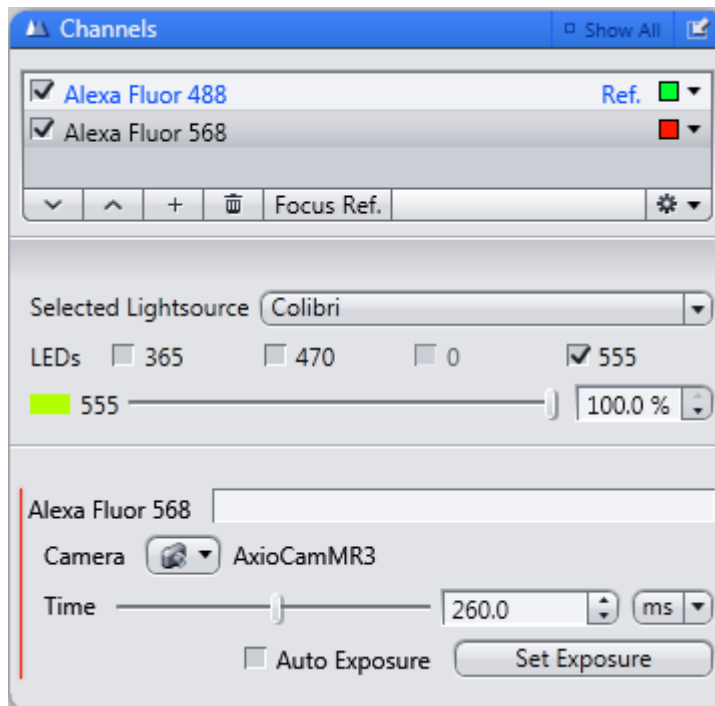 Channels Show All
Alexa Fluor 488 Ref.
Alexa Fluor 568
+ Focus Ref.
Selected Lightsource Colibri
LEDs 365 470 0 555
555 100.0 %
Alexa Fluor 568
Camera AxioCamMR3
Time 260.0 ms
Auto Exposure Set Exposure